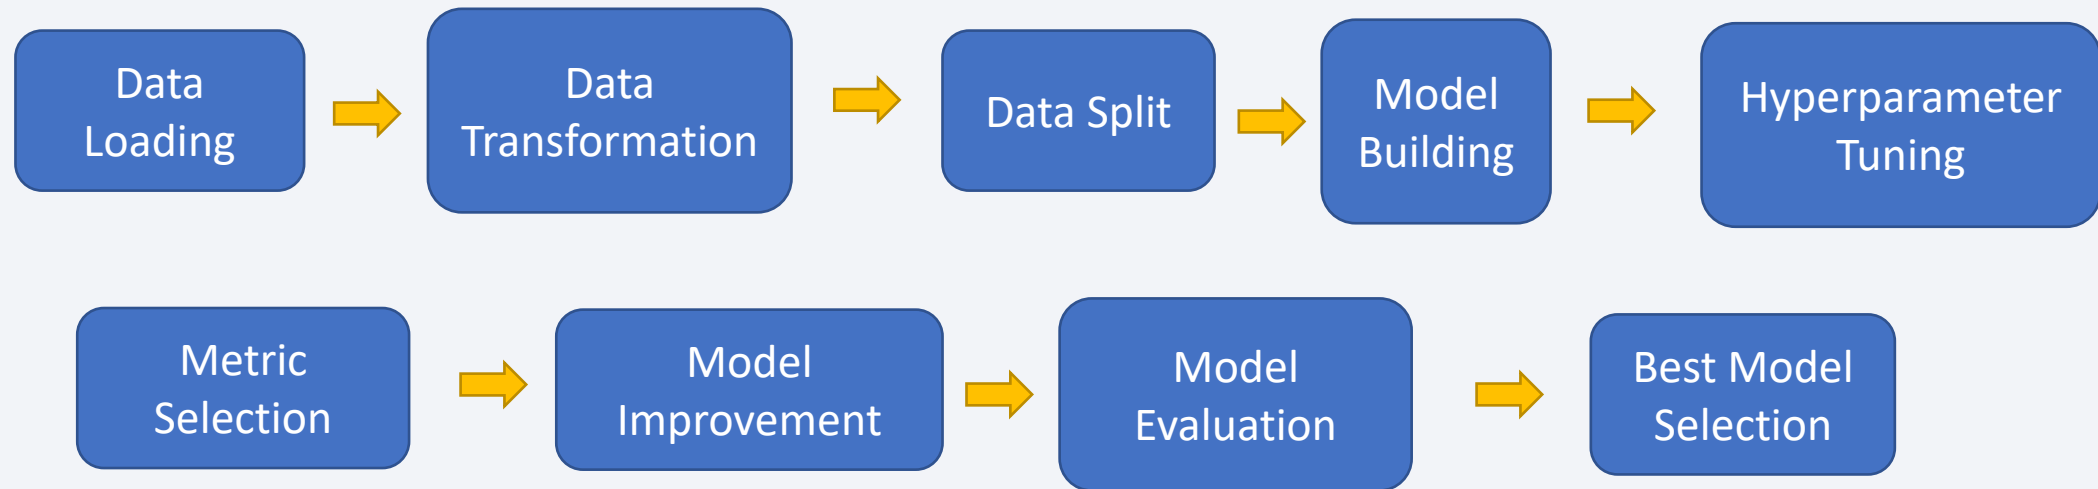 Data
Loading
Data
Transformation
Data Split
Model
Building
Hyperparameter
Tuning
Metric
Selection
Model
Improvement
Model
Evaluation
Best Model
Selection